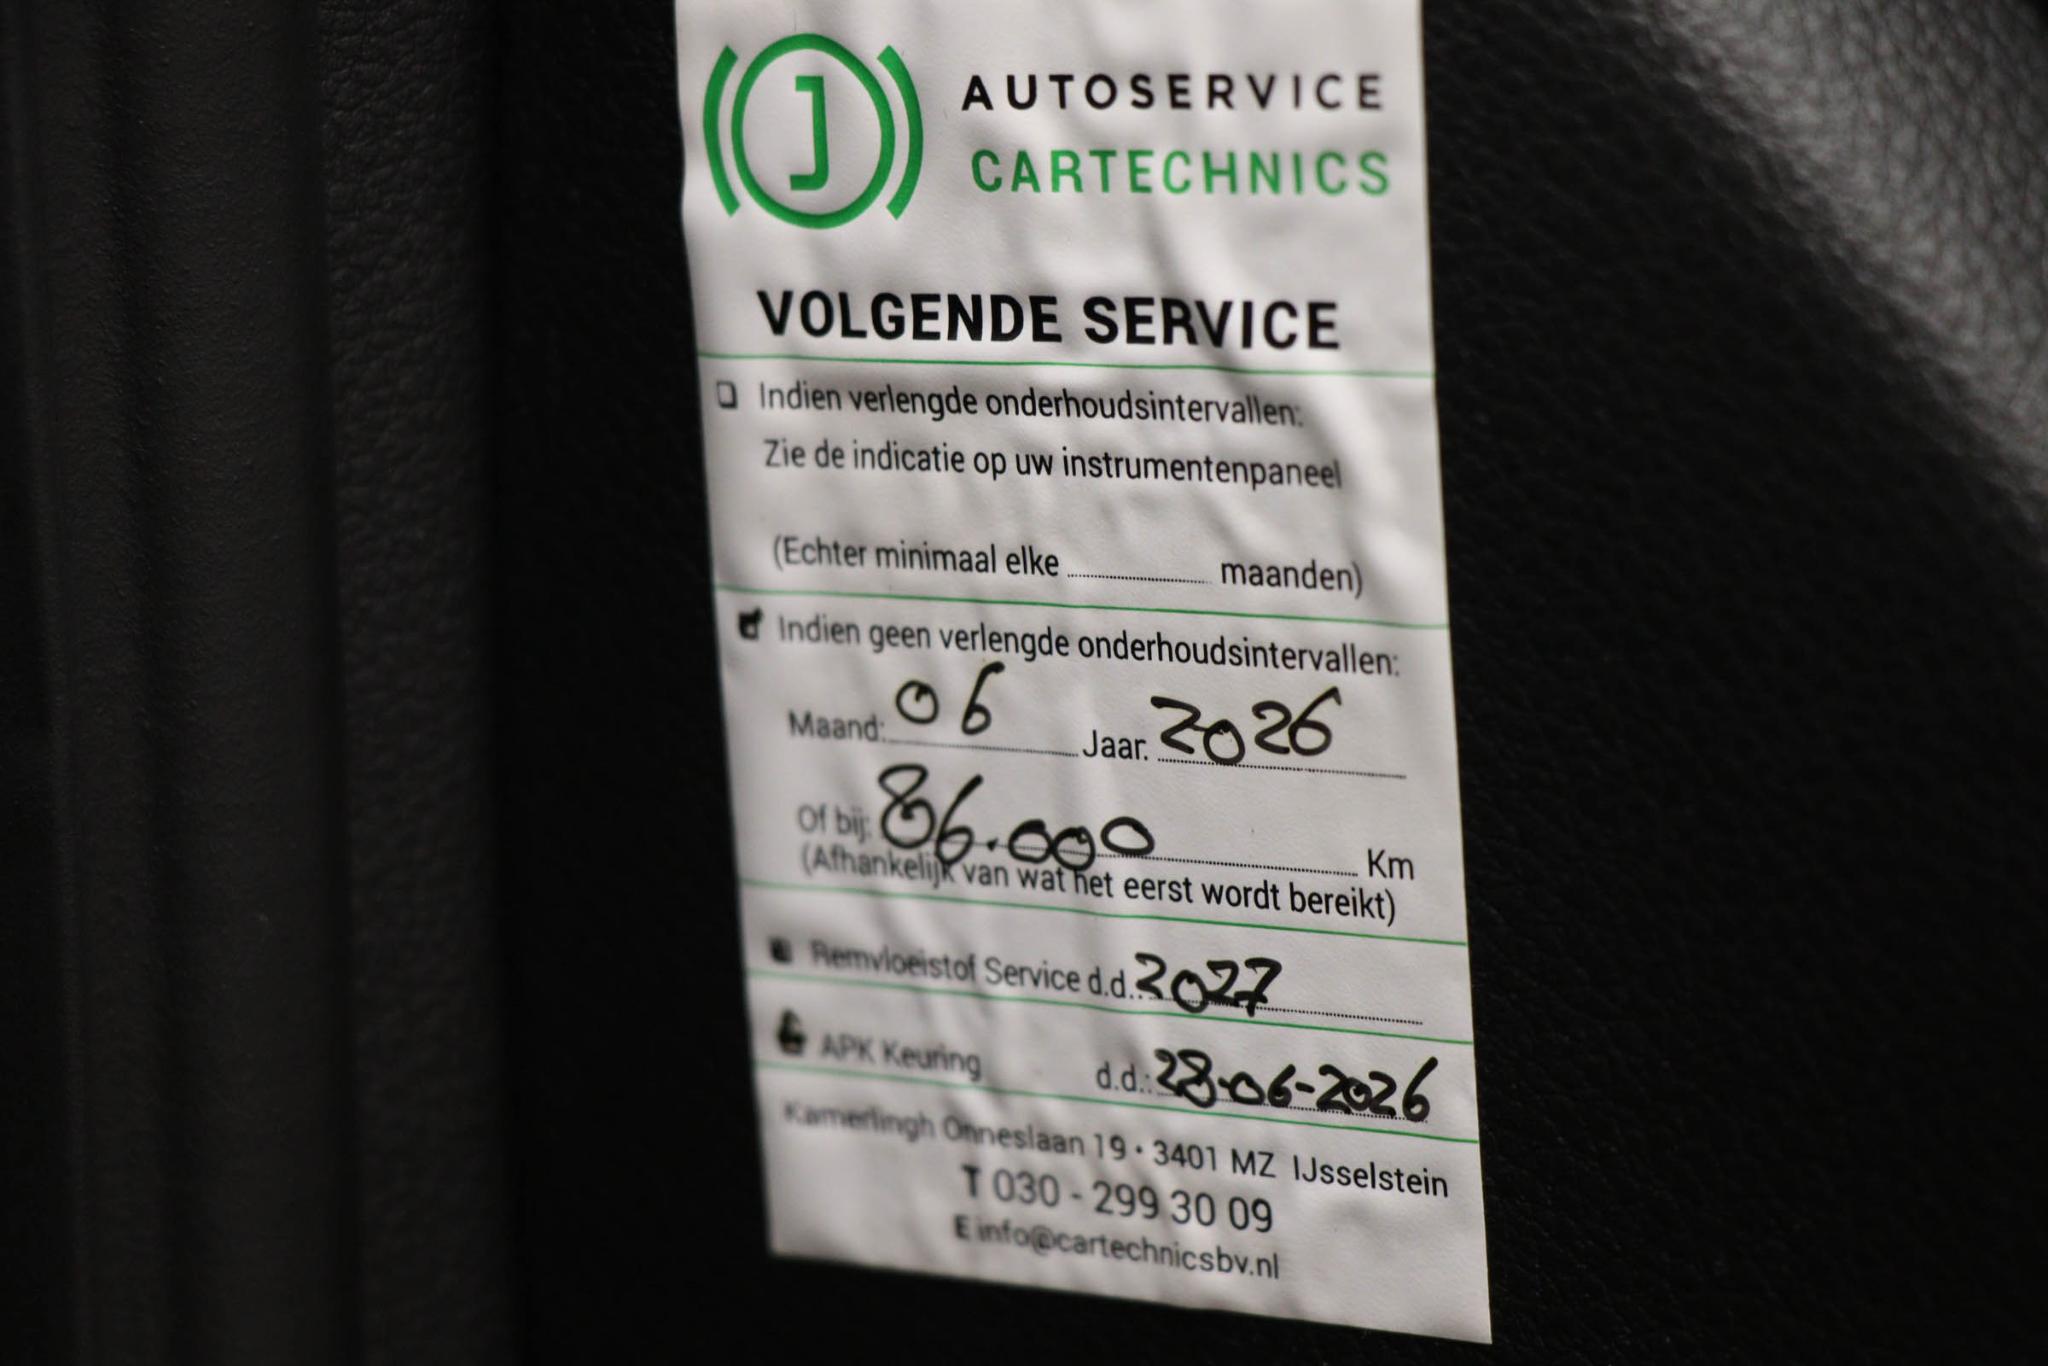 J
AUTOSERVICE
CARTECHNICS
VOLGENDE SERVICE
Indien verlengde onderhoudsintervallen:
Zie de indicatie op uw instrumentenpaneel
(Echter minimaal elke ........ maanden)
Indien geen verlengde onderhoudsintervallen:
Maand: 06 Jaar: 2026
Of bij: 86.000 Km
(Afhankelijk van wat het eerst wordt bereikt)
Remvloeistof Service d.d.: 2027
APK Keuring d.d.: 28-06-2026
Kamerlingh Onneslaan 19 • 3401 MZ IJsselstein
T 030 - 299 30 09
E info@cartechnicsbv.nl